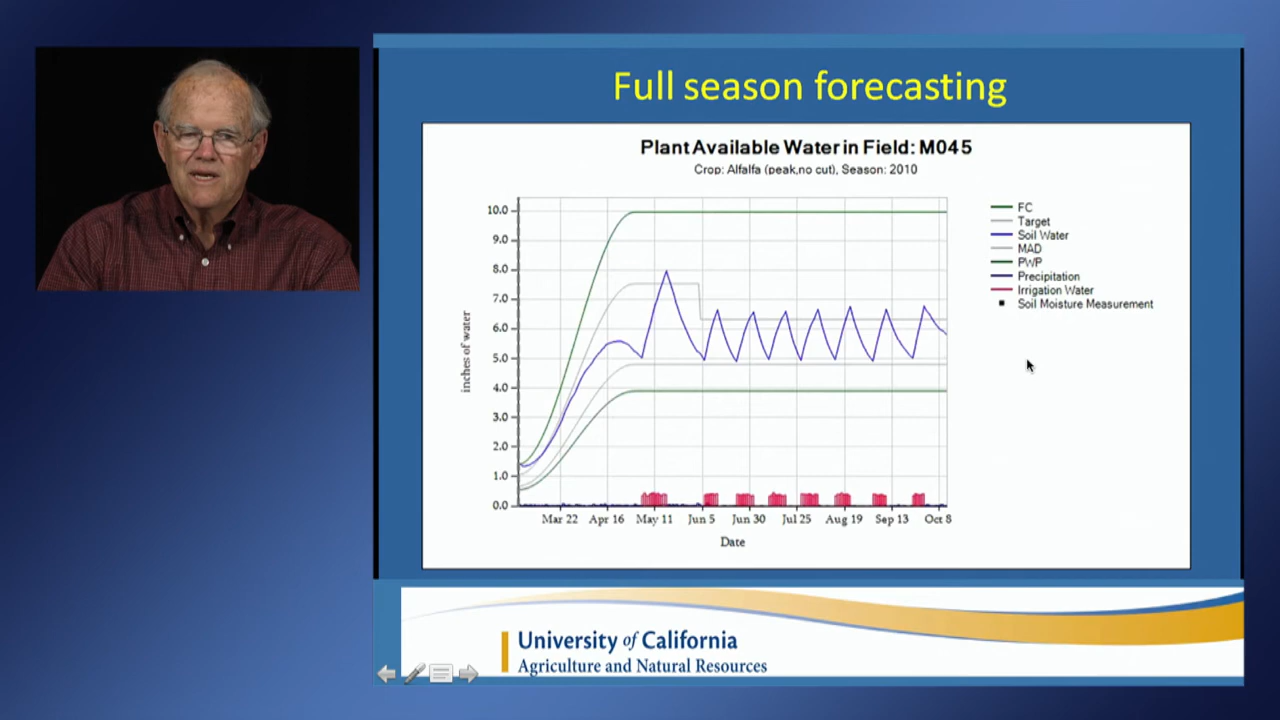 Full season forecasting
Plant Available Water in Field: M045
Crop: Alfalfa (peak,no cut), Season: 2010
10.0
9.0
8.0
7.0
6.0
5.0
4.0
3.0
2.0
1.0
0.0
inches of water
Mar 22 Apr 16 May 11 Jun 5 Jun 30 Jul 25 Aug 19 Sep 13 Oct 8
Date
FC
Target
Soil Water
MAD
PWP
Precipitation
Irrigation Water
Soil Moisture Measurement
University of California
Agriculture and Natural Resources